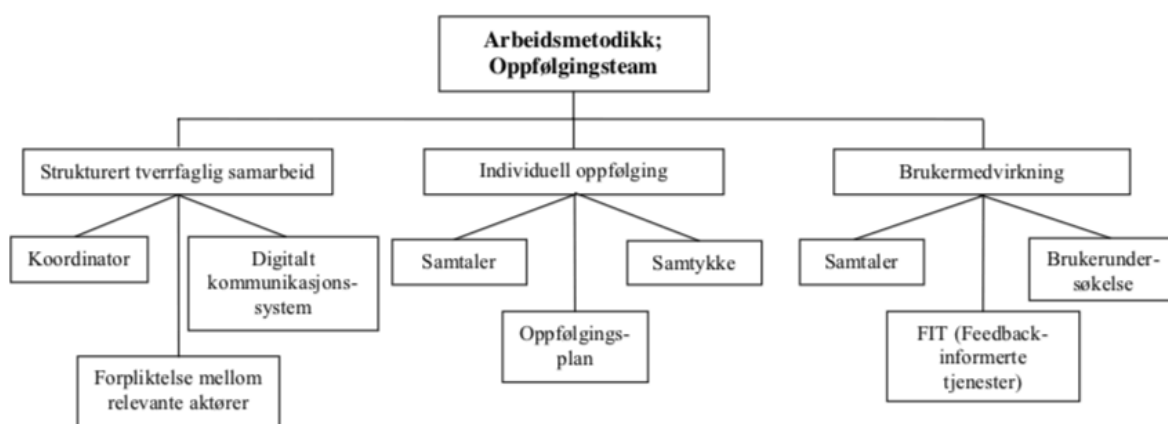 Arbeidsmetodikk;
Oppfølgingsteam
Strukturert tverrfaglig samarbeid
Individuell oppfølging
Brukermedvirkning
Koordinator
Digitalt
kommunikasjons-
system
Forpliktelse mellom
relevante aktører
Samtaler
Samtykke
Oppfølgings-
plan
Samtaler
Brukerunder-
søkelse
FIT (Feedback-
informerte
tjenester)